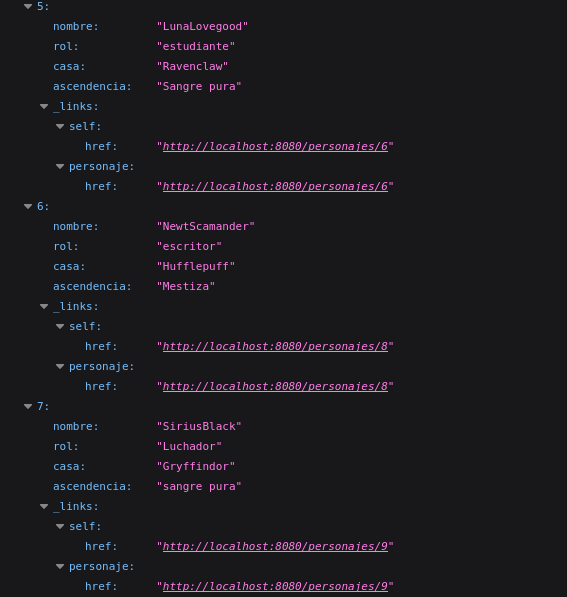 5:
nombre: "LunaLovegood"
rol: "estudiante"
casa: "Ravenclaw"
ascendencia: "Sangre pura"
_links:
self:
href: "http://localhost:8080/personajes/6"
personaje:
href: "http://localhost:8080/personajes/6"
6:
nombre: "NewtScamander"
rol: "escritor"
casa: "Hufflepuff"
ascendencia: "Mestiza"
_links:
self:
href: "http://localhost:8080/personajes/8"
personaje:
href: "http://localhost:8080/personajes/8"
7:
nombre: "SiriusBlack"
rol: "Luchador"
casa: "Gryffindor"
ascendencia: "sangre pura"
_links:
self:
href: "http://localhost:8080/personajes/9"
personaje:
href: "http://localhost:8080/personajes/9"